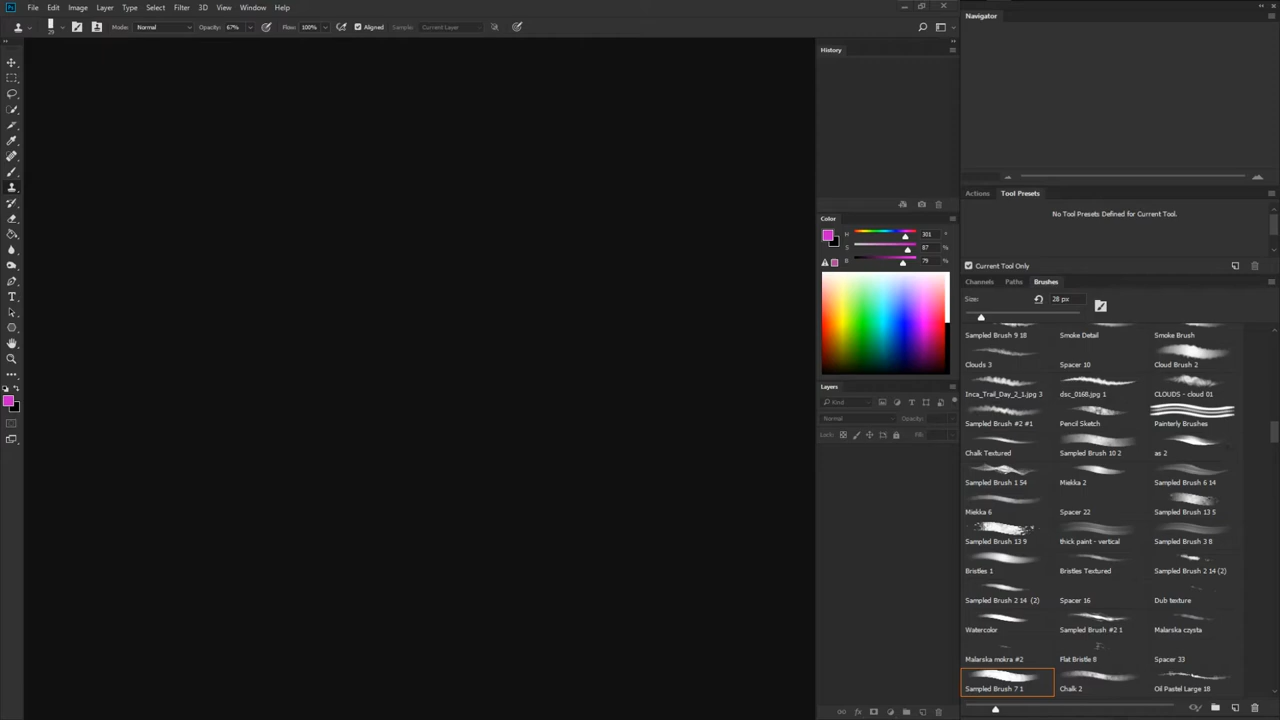 Ps File Edit Image Layer Type Select Filter 3D View Window Help
29 Mode: Normal Opacity: 67% Flow: 100% Aligned Sample: Current Layer
Navigator
History
Actions Tool Presets
No Tool Presets Defined for Current Tool.
Current Tool Only
Color
H 301 °
S 87 %
B 79 %
Channels Paths Brushes
Size: 28 px
Sampled Brush 9 18 Smoke Detail Smoke Brush
Clouds 3 Spacer 10 Cloud Brush 2
Inca_Trail_Day_2_1.jpg 3 dsc_0168.jpg 1 CLOUDS - cloud 01
Sampled Brush #2 #1 Pencil Sketch Painterly Brushes
Chalk Textured Sampled Brush 10 2 as 2
Sampled Brush 1 54 Miekka 2 Sampled Brush 6 14
Miekka 6 Spacer 22 Sampled Brush 13 5
Sampled Brush 13 9 thick paint - vertical Sampled Brush 3 8
Bristles 1 Bristles Textured Sampled Brush 2 14 (2)
Sampled Brush 2 14 (2) Spacer 16 Dub texture
Watercolor Sampled Brush #2 1 Malarska czysta
Malarska mokra #2 Flat Bristle 8 Spacer 33
Sampled Brush 7 1 Chalk 2 Oil Pastel Large 18
Layers
Kind
Normal Opacity:
Lock: Fill:
fx